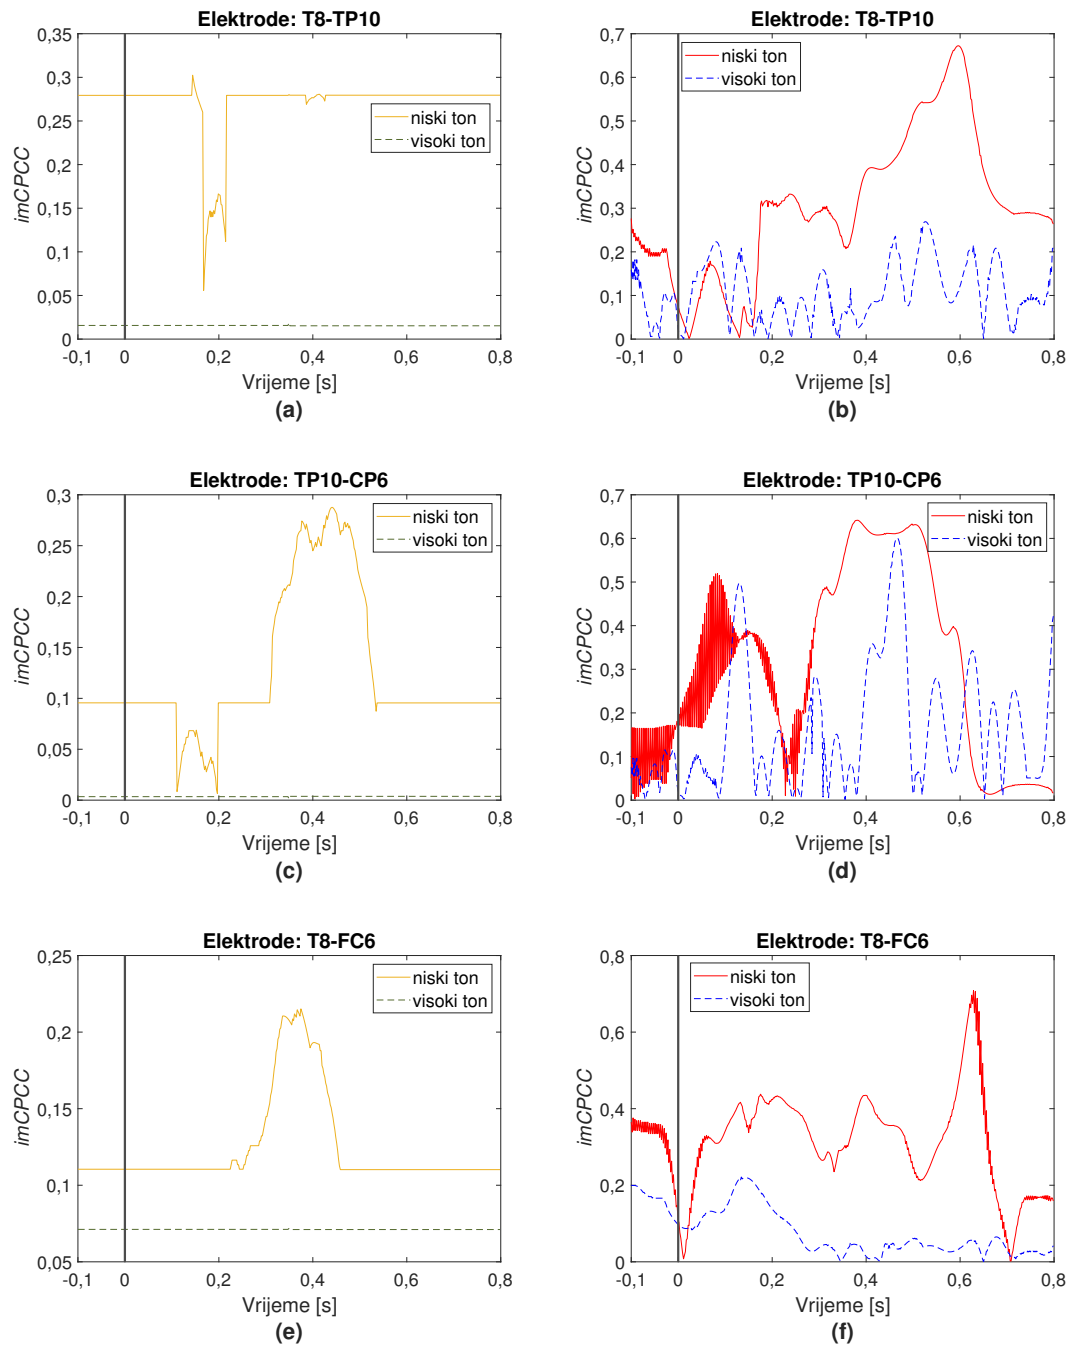 Elektrode: T8-TP10
0,35
0,3
0,25
0,2
0,15
0,1
0,05
0
imCPCC
niski ton
visoki ton
-0,1 0 0,2 0,4 0,6 0,8
Vrijeme [s]
(a)
Elektrode: T8-TP10
0,7
0,6
0,5
0,4
0,3
0,2
0,1
0
imCPCC
niski ton
visoki ton
-0,1 0 0,2 0,4 0,6 0,8
Vrijeme [s]
(b)
Elektrode: TP10-CP6
0,3
0,25
0,2
0,15
0,1
0,05
0
imCPCC
niski ton
visoki ton
-0,1 0 0,2 0,4 0,6 0,8
Vrijeme [s]
(c)
Elektrode: TP10-CP6
0,7
0,6
0,5
0,4
0,3
0,2
0,1
0
imCPCC
niski ton
visoki ton
-0,1 0 0,2 0,4 0,6 0,8
Vrijeme [s]
(d)
Elektrode: T8-FC6
0,25
0,2
0,15
0,1
0,05
imCPCC
niski ton
visoki ton
-0,1 0 0,2 0,4 0,6 0,8
Vrijeme [s]
(e)
Elektrode: T8-FC6
0,8
0,6
0,4
0,2
0
imCPCC
niski ton
visoki ton
-0,1 0 0,2 0,4 0,6 0,8
Vrijeme [s]
(f)